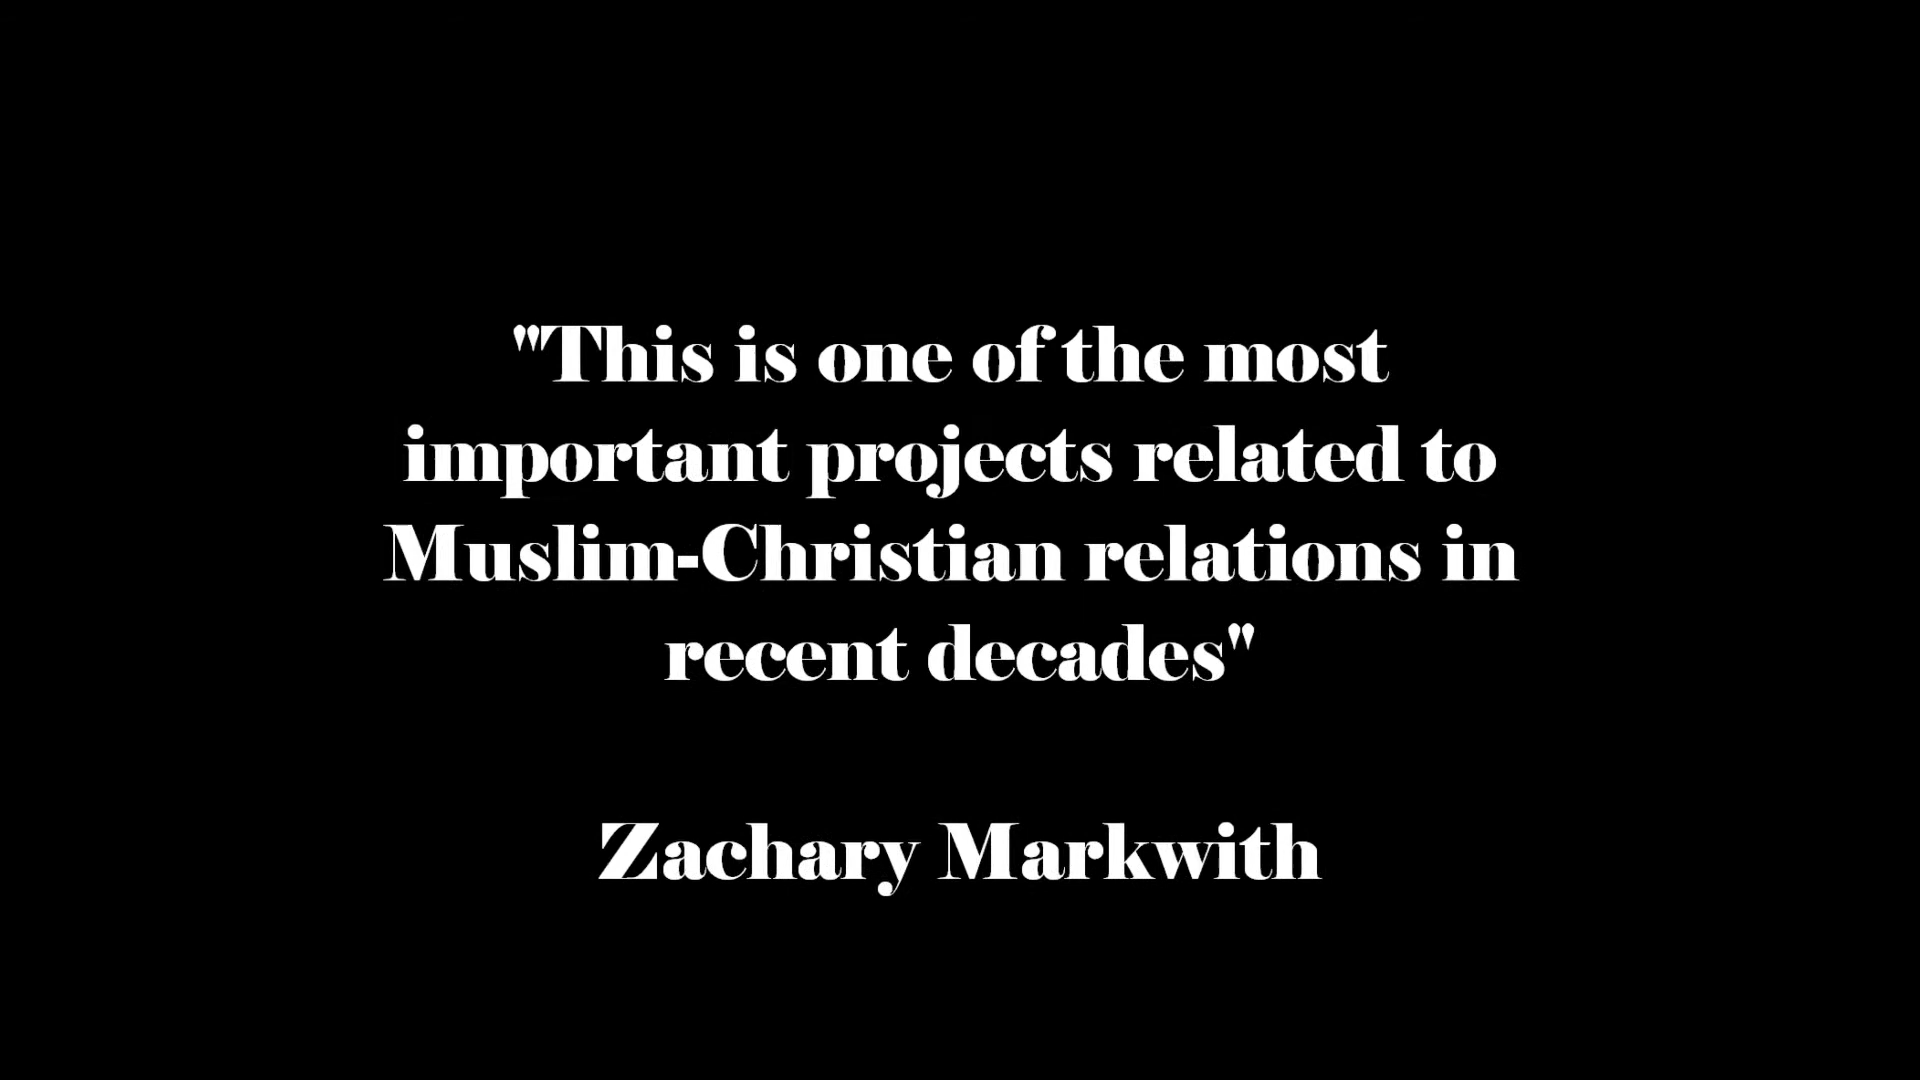 "This is one of the most
important projects related to
Muslim-Christian relations in
recent decades"
Zachary Markwith